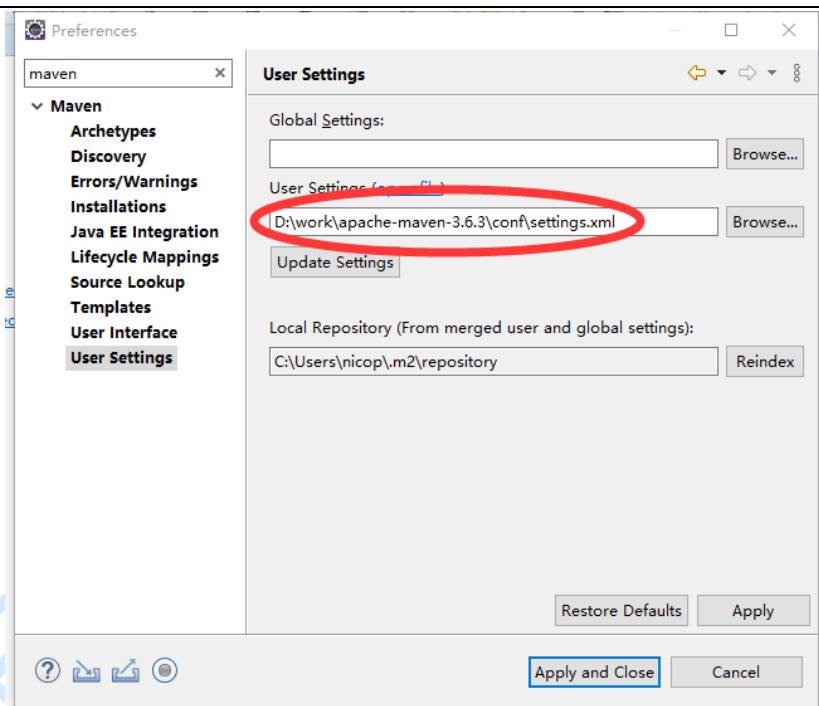 Preferences
maven
User Settings
Maven
Archetypes
Discovery
Errors/Warnings
Installations
Java EE Integration
Lifecycle Mappings
Source Lookup
Templates
User Interface
User Settings
Global Settings:
Browse...
User Settings
D:\work\apache-maven-3.6.3\conf\settings.xml
Browse...
Update Settings
Local Repository (From merged user and global settings):
C:\Users\nicop\.m2\repository
Reindex
Restore Defaults
Apply
Apply and Close
Cancel